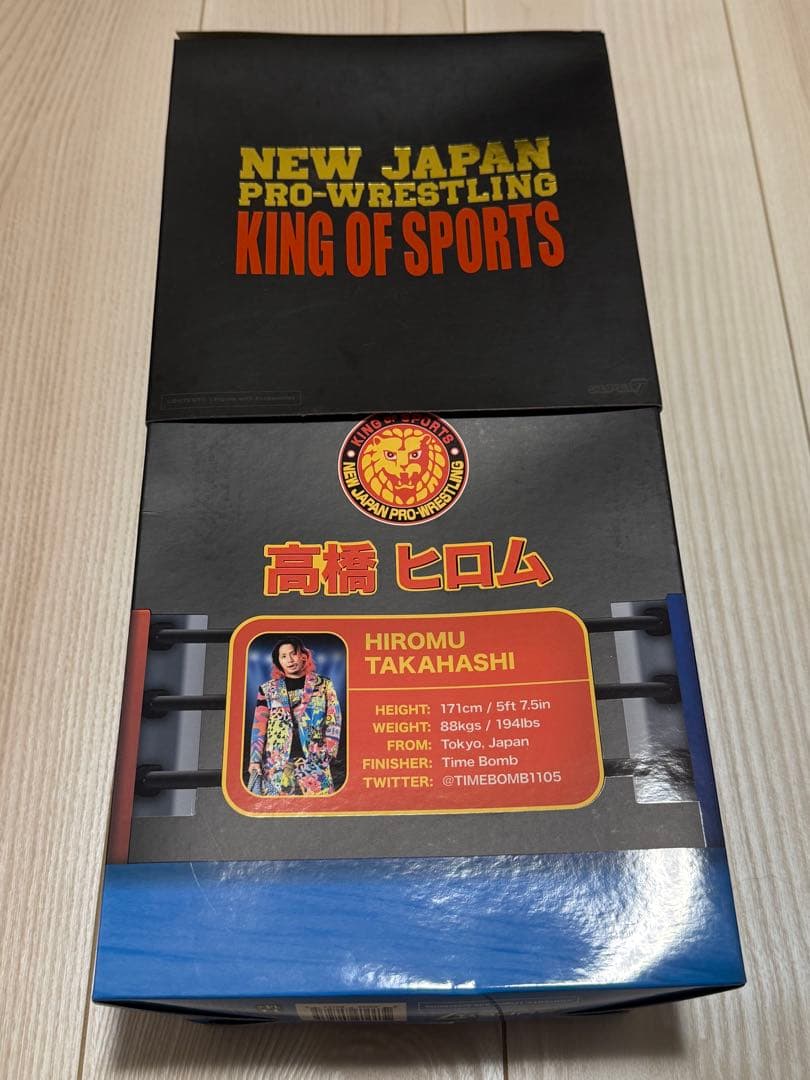 NEW JAPAN
PRO-WRESTLING
KING OF SPORTS
KING OF SPORTS
NEW JAPAN PRO-WRESTLING
高橋 ヒロム
HIROMU
TAKAHASHI
HEIGHT: 171cm / 5ft 7.5in
WEIGHT: 88kgs / 194lbs
FROM: Tokyo, Japan
FINISHER: Time Bomb
TWITTER: @TIMEBOMB1105